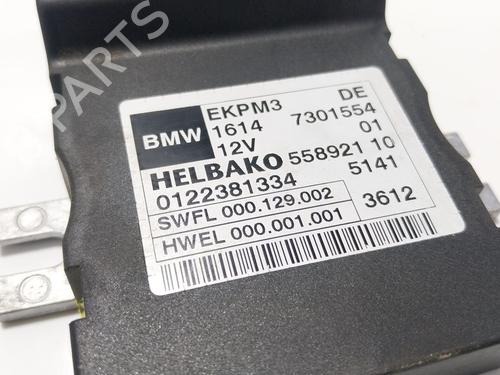 BMW
EKPM3 DE
1614 7301554
12V 01
HELBAKO 558921 10
0122381334 5141
SWFL 000.129.002
HWEL 000.001.001 3612
PARTS